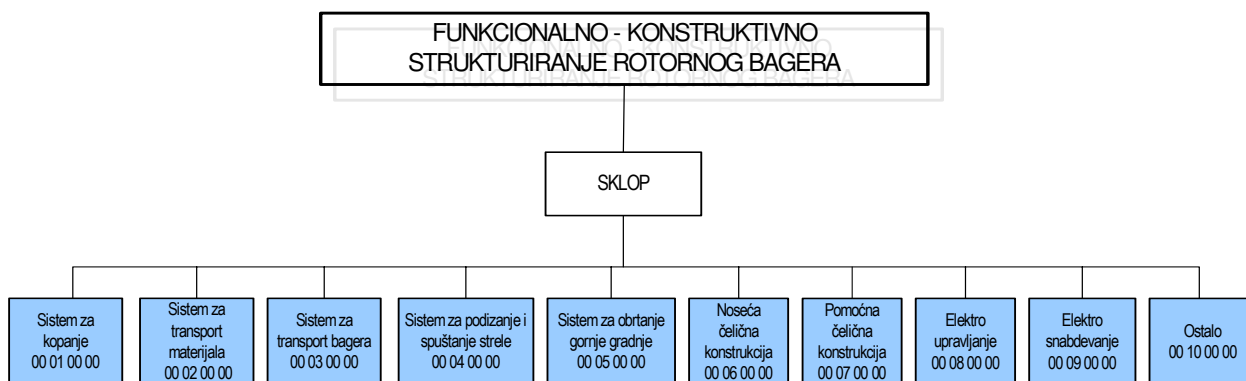 FUNKCIONALNO - KONSTRUKTIVNO
STRUKTURIRANJE ROTORNOG BAGERA
SKLOP
Sistem za
kopanje
00 01 00 00
Sistem za
transport
materijala
00 02 00 00
Sistem za
transport bagera
00 03 00 00
Sistem za podizanje i
spuštanje strele
00 04 00 00
Sistem za obrtanje
gornje gradnje
00 05 00 00
Noseća
čelična
konstrukcija
00 06 00 00
Pomoćna
čelična
konstrukcija
00 07 00 00
Elektro
upravljanje
00 08 00 00
Elektro
snabdevanje
00 09 00 00
Ostalo
00 10 00 00